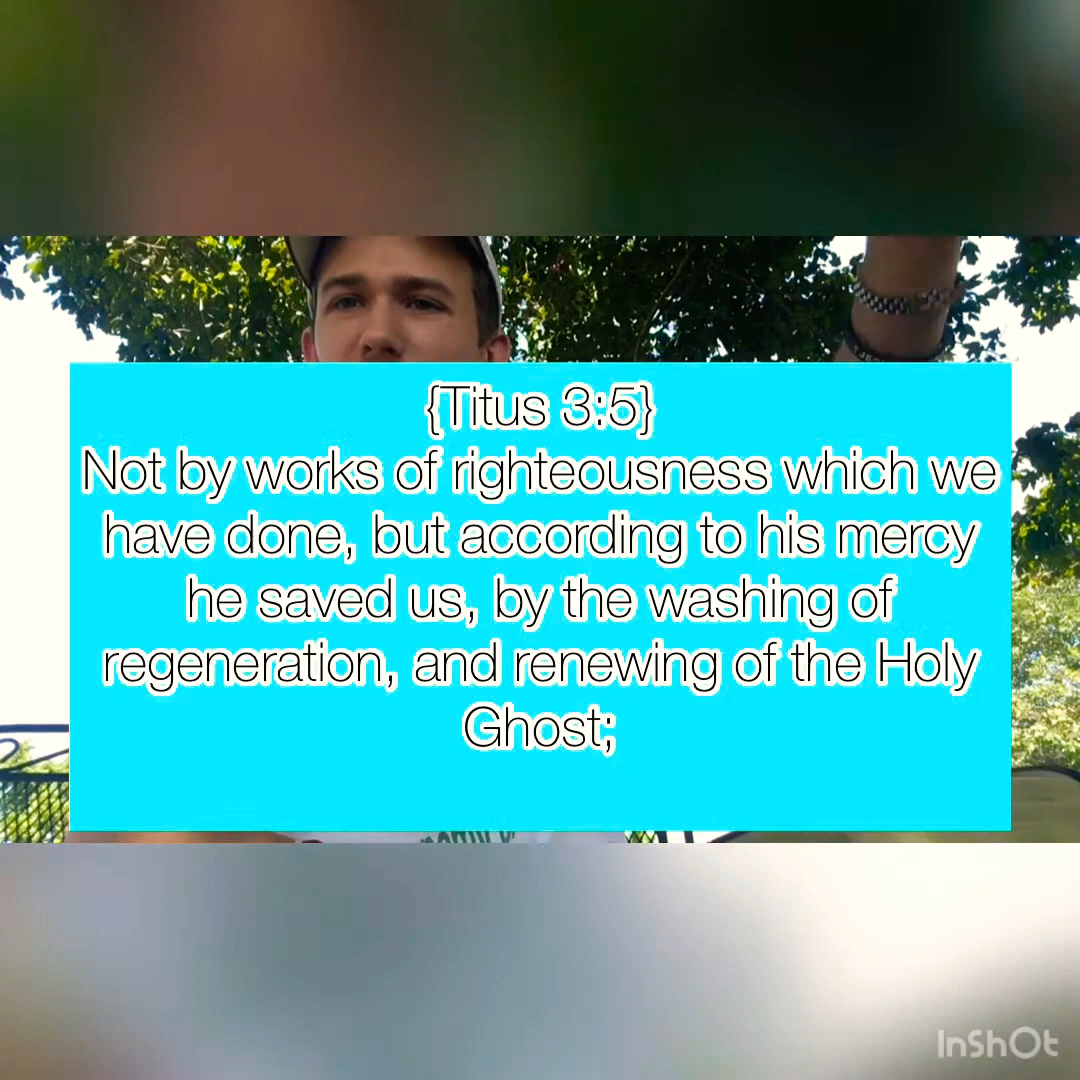 {Titus 3:5}
Not by works of righteousness which we
have done, but according to his mercy
he saved us, by the washing of
regeneration, and renewing of the Holy
Ghost;
InShOt